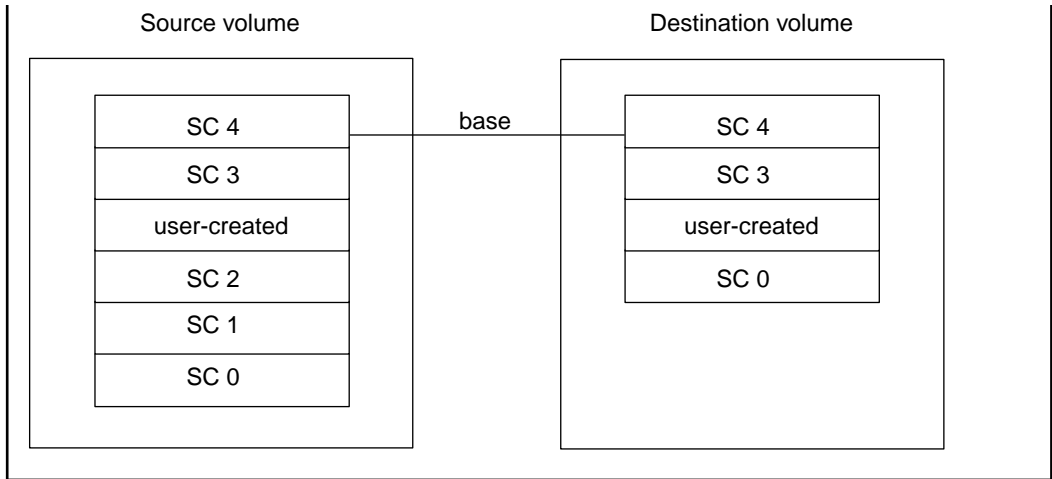 Source volume
Destination volume
base
SC 4
SC 3
user-created
SC 2
SC 1
SC 0
SC 4
SC 3
user-created
SC 0